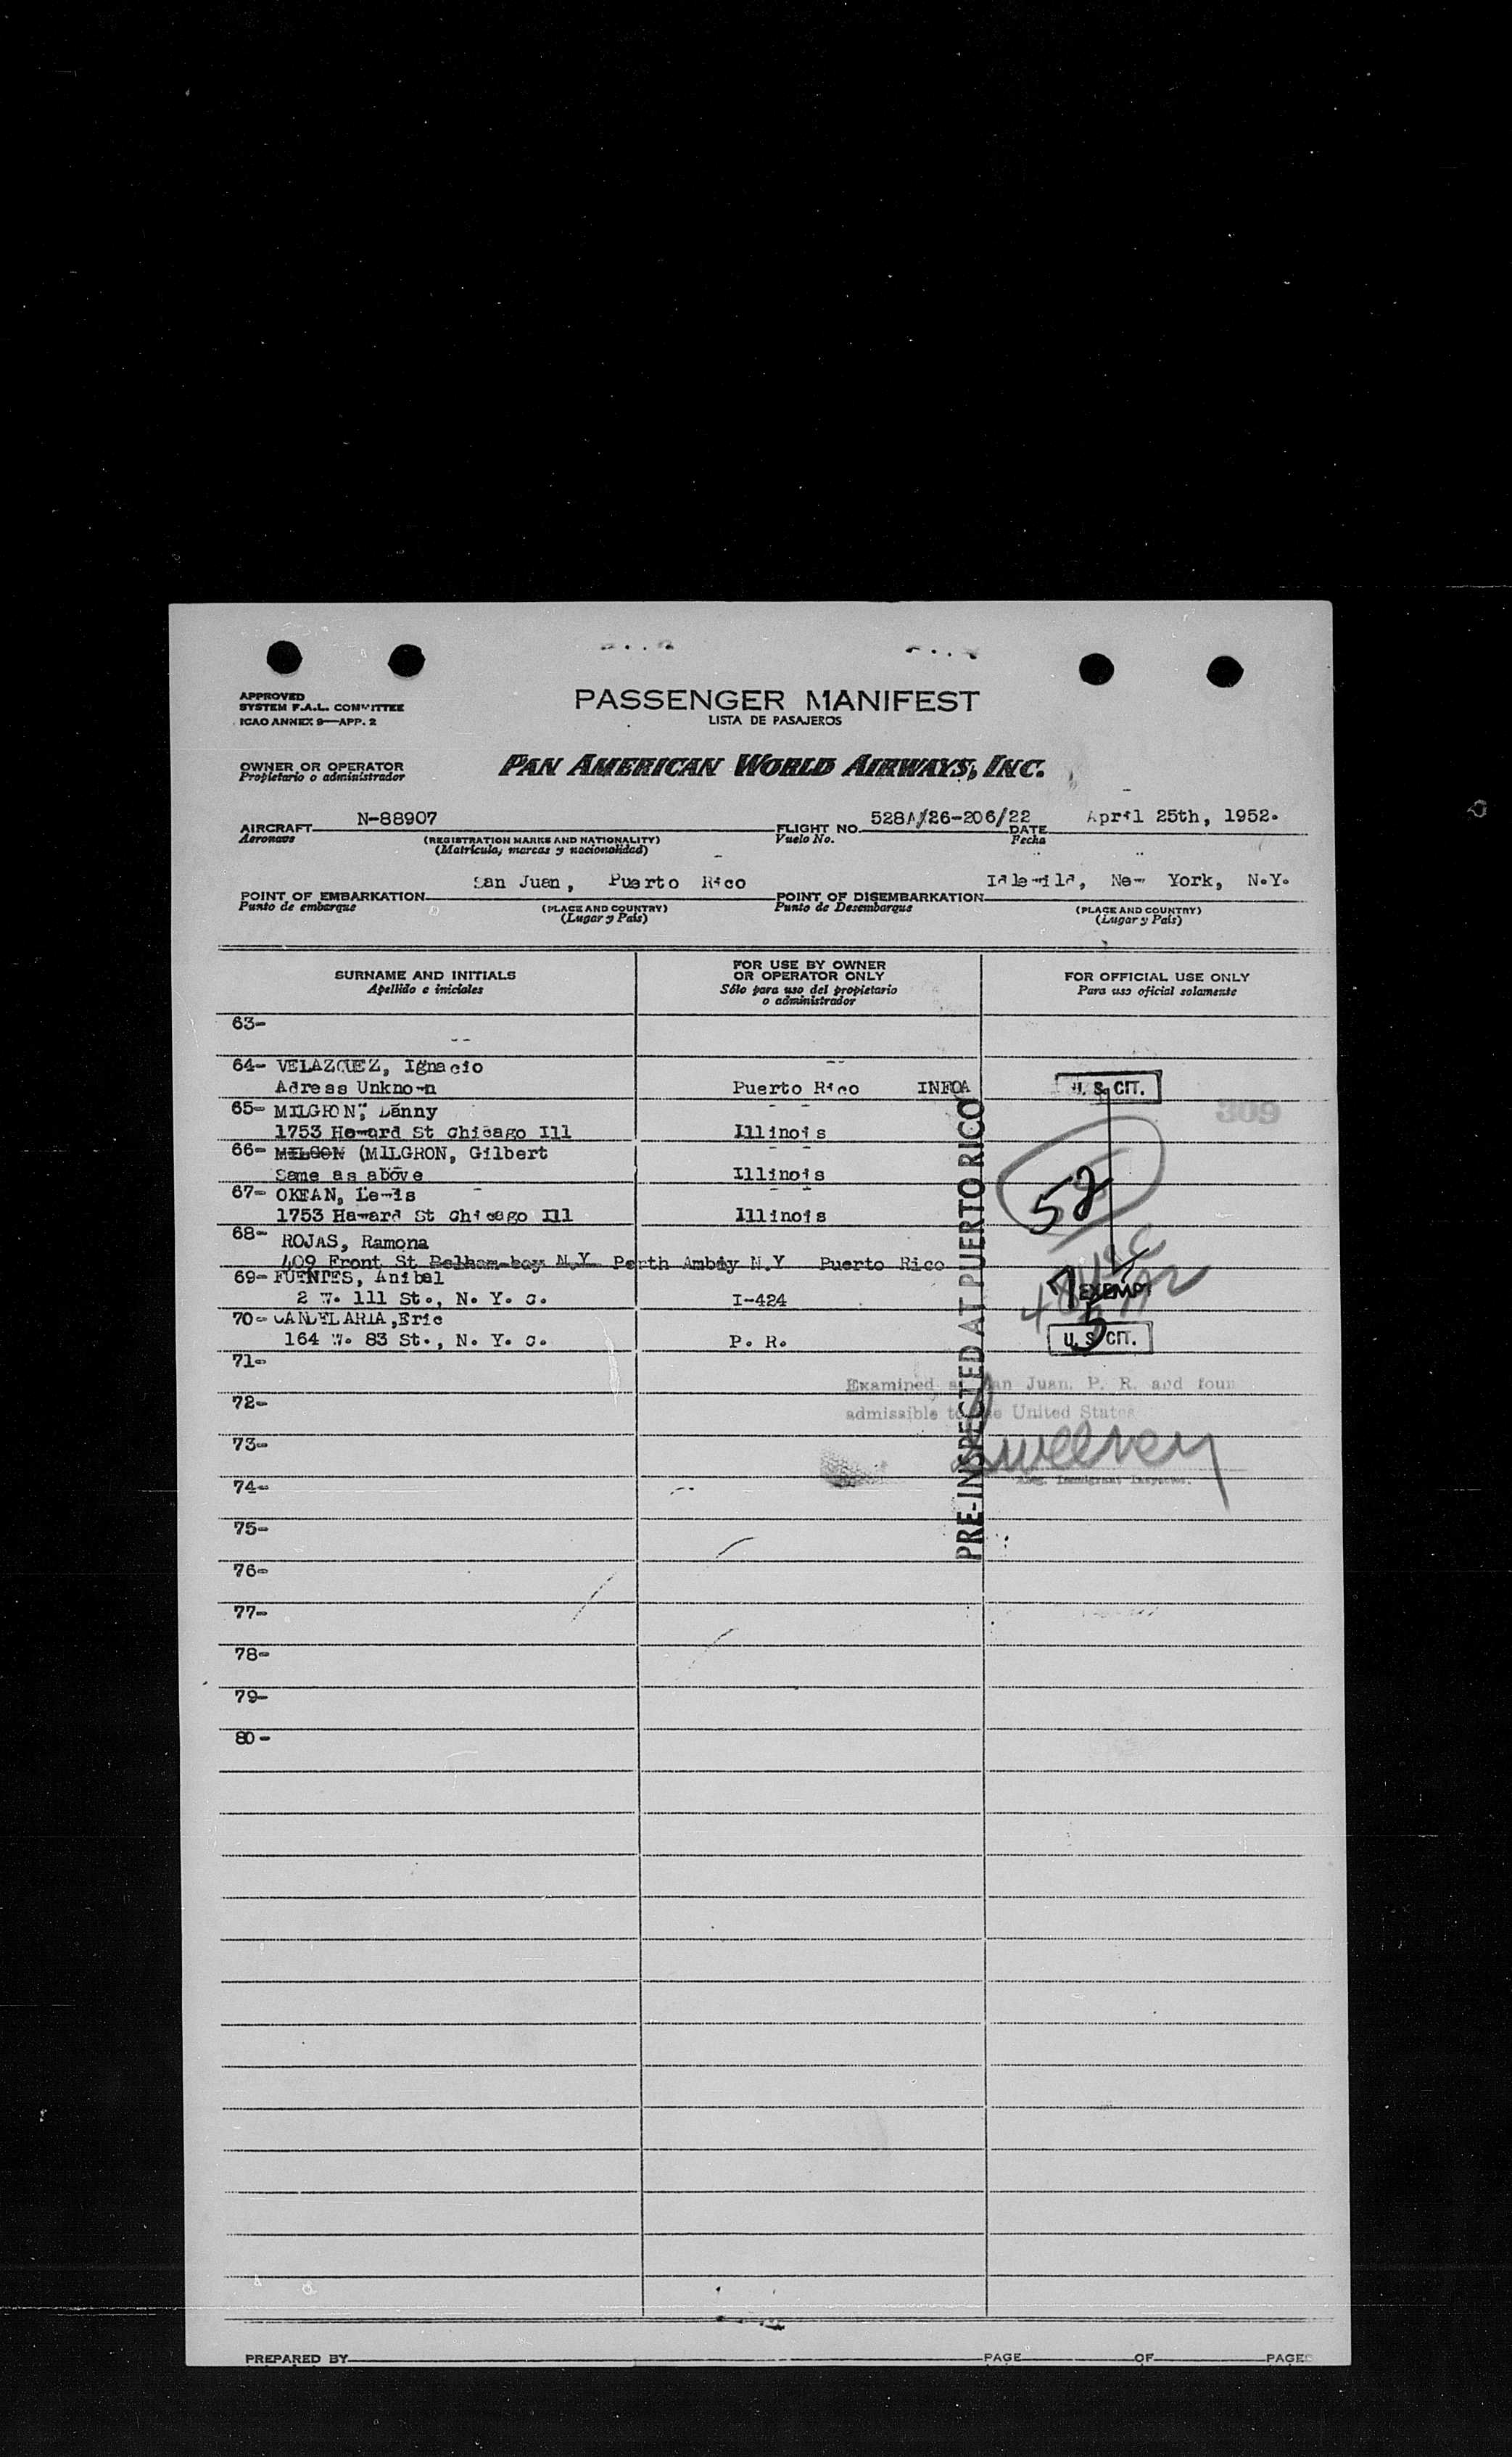 APPROVED
SYSTEM F.A.L. COMMITTEE
ICAO ANNEX 9—APP. 2
PASSENGER MANIFEST
LISTA DE PASAJEROS
OWNER OR OPERATOR
Propietario o administrador
PAN AMERICAN WORLD AIRWAYS, INC.
AIRCRAFT N-88907 FLIGHT NO. 528A/26-206/22 DATE April 25th, 1952.
Aeronave (REGISTRATION MARKS AND NATIONALITY) Vuelo No. Fecha
(Matrícula, marcas y nacionalidad)
POINT OF EMBARKATION San Juan, Puerto Rico POINT OF DISEMBARKATION Idlewild, New York, N.Y.
Punto de embarque (PLACE AND COUNTRY) Punto de Desembarque (PLACE AND COUNTRY)
(Lugar y País) (Lugar y País)
SURNAME AND INITIALS
Apellido e iniciales
FOR USE BY OWNER
OR OPERATOR ONLY
Sólo para uso del propietario
o administrador
FOR OFFICIAL USE ONLY
Para uso oficial solamente
63-
64- VELAZQUEZ, Ignacio
Adress Unknown Puerto Rico U. S. CIT.
65- MILGRON, Danny 309
1753 Howard St Chicago Ill Illinois
66- MILGON (MILGRON, Gilbert
Same as above Illinois
52
67- OKEAN, Lewis
1753 Haward St Chicago Ill Illinois
68- ROJAS, Ramona
409 Front St Pelham-bay N.Y Perth Amboy N.Y Puerto Rico
69- FUENTES, Anibal
2 W. 111 St., N. Y. C. I-424 EXEMPT
70- CANDELARIA, Eric
164 W. 83 St., N. Y. C. P. R. U. S. CIT.
PRE-INSPECTED AT PUERTO RICO
71-
Examined at San Juan, P. R. and foun
72-
admissible to the United States
73-
Sweeney
74-
Immigrant Inspector.
75-
76-
77-
78-
79-
80-
PREPARED BY PAGE OF PAGES